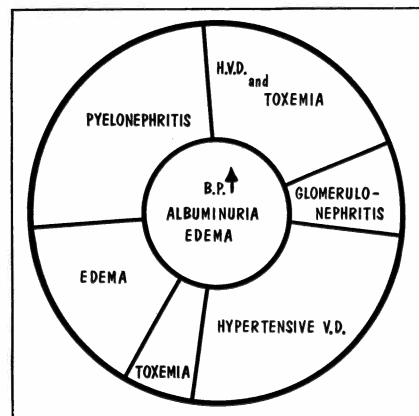 H.V.D.
and
TOXEMIA
PYELONEPHRITIS
B.P.
ALBUMINURIA
EDEMA
GLOMERULO-
NEPHRITIS
EDEMA
HYPERTENSIVE V.D.
TOXEMIA